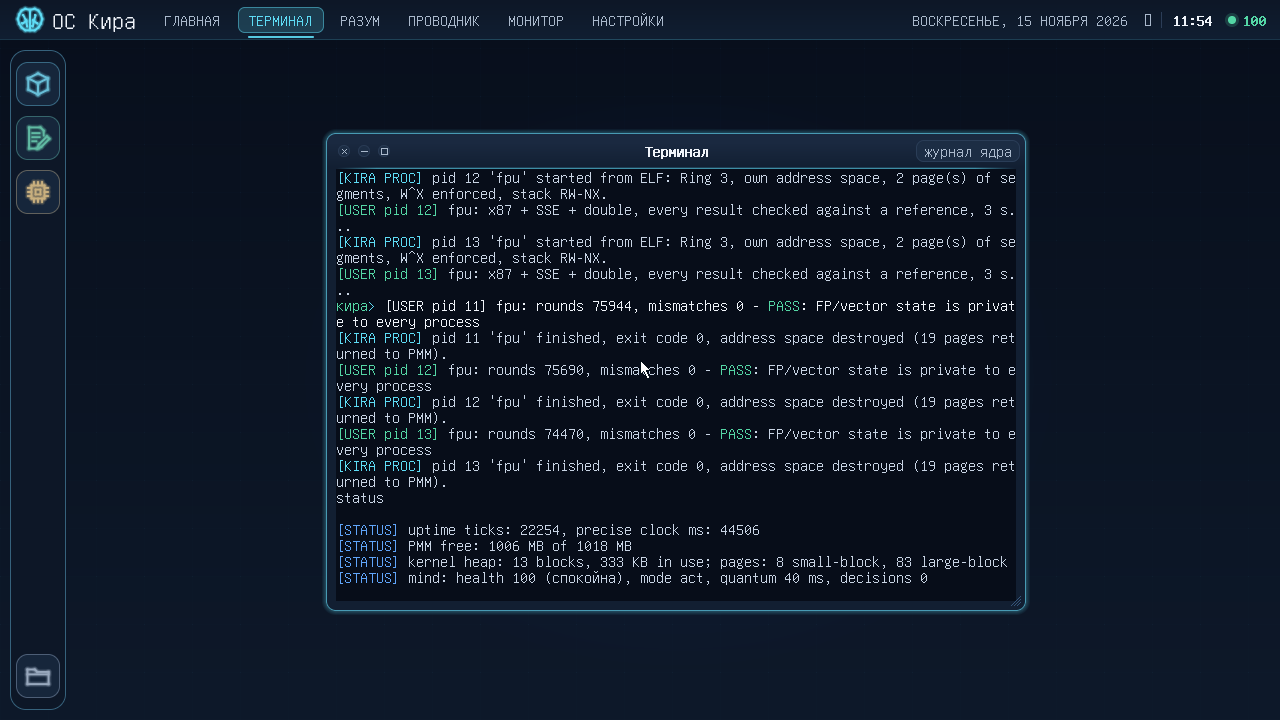 ОС Кира ГЛАВНАЯ ТЕРМИНАЛ РАЗУМ ПРОВОДНИК МОНИТОР НАСТРОЙКИ ВОСКРЕСЕНЬЕ, 15 НОЯБРЯ 2026 11:54 100
Терминал журнал ядра
[KIRA PROC] pid 12 'fpu' started from ELF: Ring 3, own address space, 2 page(s) of se
gments, W^X enforced, stack RW-NX.
[USER pid 12] fpu: x87 + SSE + double, every result checked against a reference, 3 s.
..
[KIRA PROC] pid 13 'fpu' started from ELF: Ring 3, own address space, 2 page(s) of se
gments, W^X enforced, stack RW-NX.
[USER pid 13] fpu: x87 + SSE + double, every result checked against a reference, 3 s.
..
кира> [USER pid 11] fpu: rounds 75944, mismatches 0 - PASS: FP/vector state is privat
e to every process
[KIRA PROC] pid 11 'fpu' finished, exit code 0, address space destroyed (19 pages ret
urned to PMM).
[USER pid 12] fpu: rounds 75690, mismatches 0 - PASS: FP/vector state is private to e
very process
[KIRA PROC] pid 12 'fpu' finished, exit code 0, address space destroyed (19 pages ret
urned to PMM).
[USER pid 13] fpu: rounds 74470, mismatches 0 - PASS: FP/vector state is private to e
very process
[KIRA PROC] pid 13 'fpu' finished, exit code 0, address space destroyed (19 pages ret
urned to PMM).
status
[STATUS] uptime ticks: 22254, precise clock ms: 44506
[STATUS] PMM free: 1006 MB of 1018 MB
[STATUS] kernel heap: 13 blocks, 333 KB in use; pages: 8 small-block, 83 large-block
[STATUS] mind: health 100 (спокойна), mode act, quantum 40 ms, decisions 0